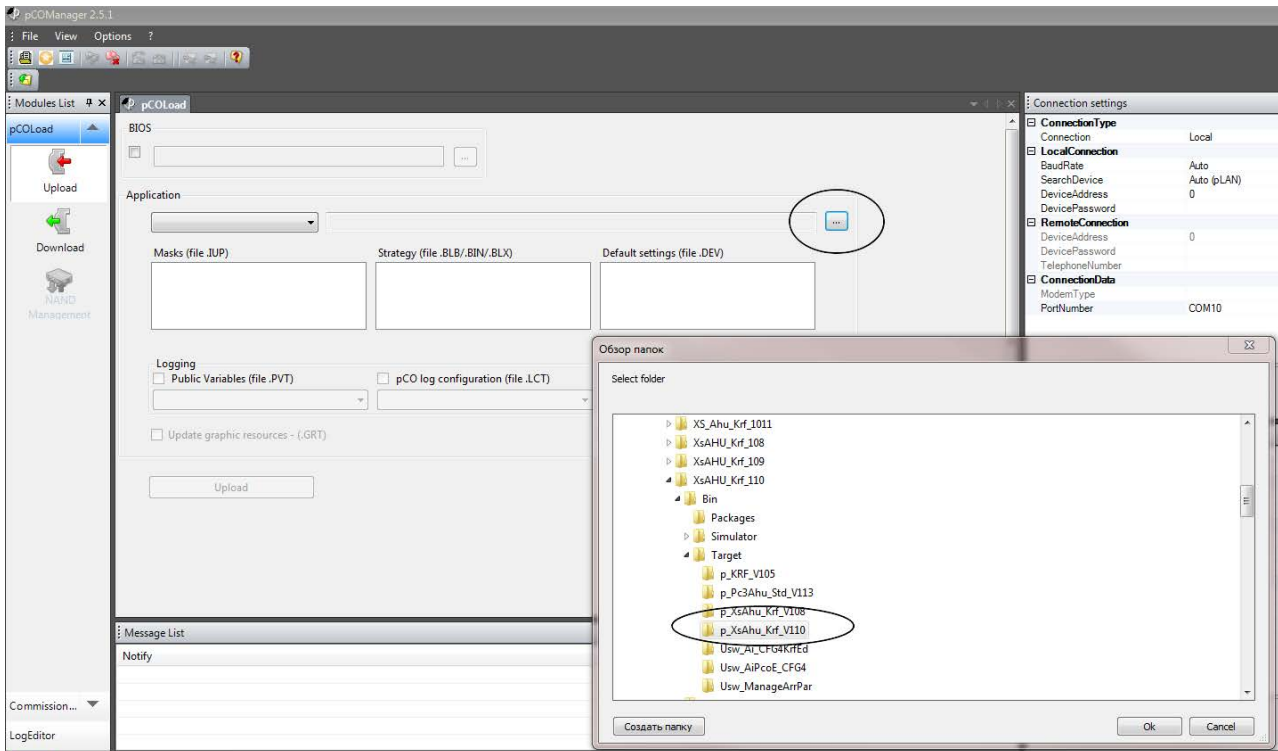 pCOManager 2.5.1
File View Options ?
Modules List
pCOLoad
Upload
Download
NAND
Management
Commission...
LogEditor
pCOLoad
BIOS
...
Application
...
Masks (file .IUP) Strategy (file .BLB/.BIN/.BLX) Default settings (file .DEV)
Logging
Public Variables (file .PVT) pCO log configuration (file .LCT)
Update graphic resources - (.GRT)
Upload
Message List
Notify
Connection settings
ConnectionType
Connection Local
LocalConnection
BaudRate Auto
SearchDevice Auto (pLAN)
DeviceAddress 0
DevicePassword
RemoteConnection
DeviceAddress 0
DevicePassword
TelephoneNumber
ConnectionData
ModemType
PortNumber COM10
Обзор папок
Select folder
XS_Ahu_Krf_1011
XsAHU_Krf_108
XsAHU_Krf_109
XsAHU_Krf_110
Bin
Packages
Simulator
Target
p_KRF_V105
p_Pc3Ahu_Std_V113
p_XsAhu_Krf_V108
p_XsAhu_Krf_V110
Usw_Ai_CFG4KrfEd
Usw_AiPcoE_CFG4
Usw_ManageArrPar
Создать папку Ok Cancel